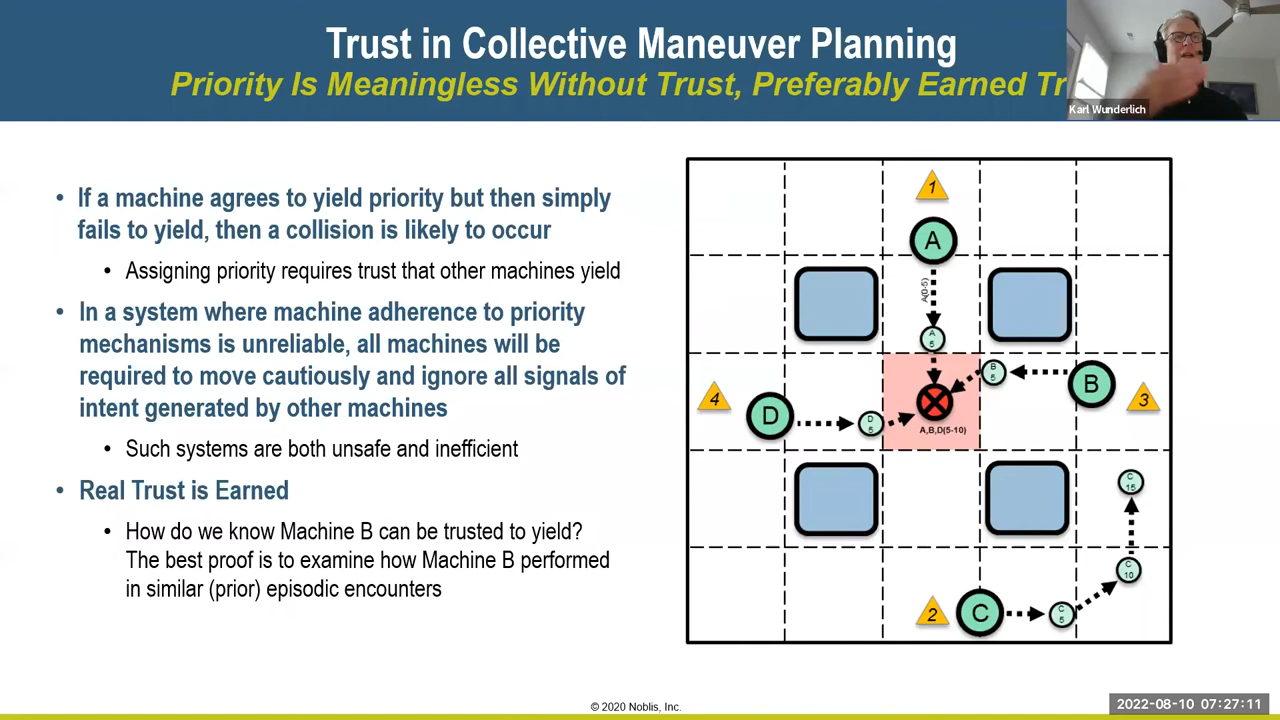 Trust in Collective Maneuver Planning
Priority Is Meaningless Without Trust, Preferably Earned Tr
Karl Wunderlich
• If a machine agrees to yield priority but then simply
fails to yield, then a collision is likely to occur
• Assigning priority requires trust that other machines yield
• In a system where machine adherence to priority
mechanisms is unreliable, all machines will be
required to move cautiously and ignore all signals of
intent generated by other machines
• Such systems are both unsafe and inefficient
• Real Trust is Earned
• How do we know Machine B can be trusted to yield?
The best proof is to examine how Machine B performed
in similar (prior) episodic encounters
1
A
A(0-5)
A
5
B
5
B
3
4
D
D
5
A,B,D(5-10)
C
15
C
10
2
C
C
5
© 2020 Noblis, Inc.
2022-08-10 07:27:11